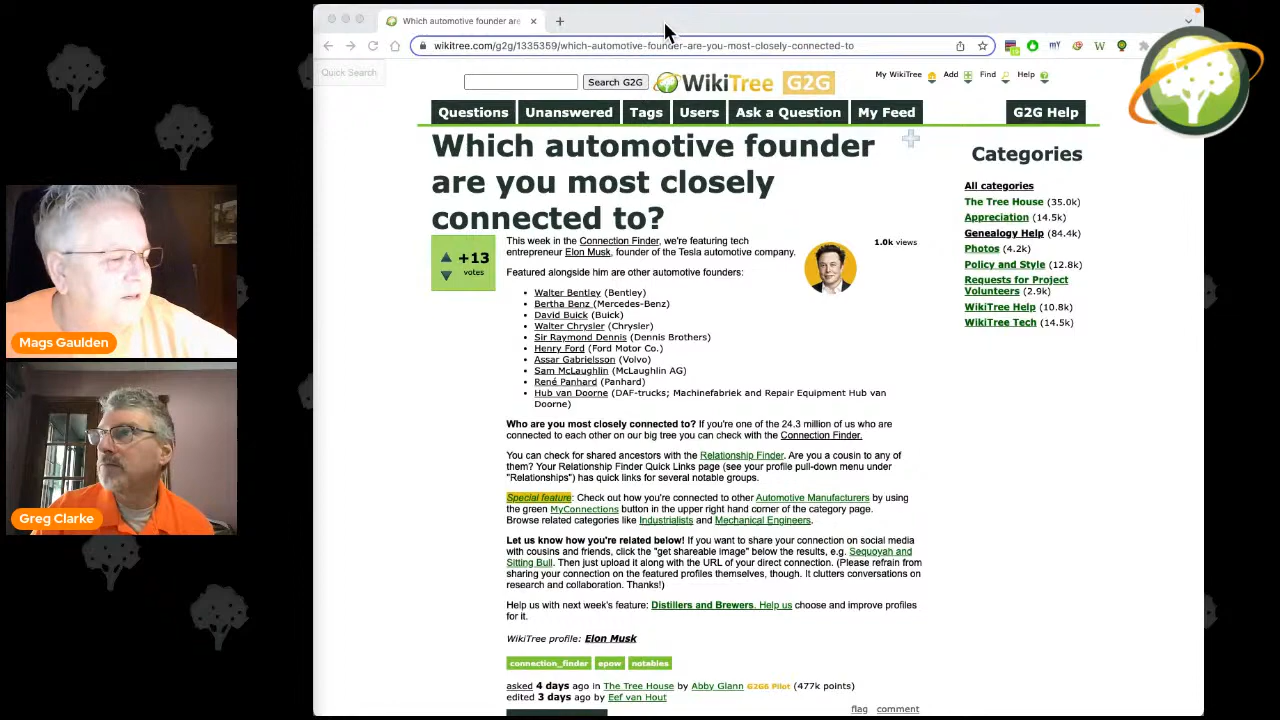 Which automotive founder are
wikitree.com/g2g/1335359/which-automotive-founder-are-you-most-closely-connected-to
Quick Search
Search G2G
WikiTree G2G
My WikiTree
Add
Find
Help
Questions
Unanswered
Tags
Users
Ask a Question
My Feed
G2G Help
Which automotive founder
are you most closely
connected to?
+13
votes
This week in the Connection Finder, we're featuring tech
entrepreneur Elon Musk, founder of the Tesla automotive company.
1.0k views
Featured alongside him are other automotive founders:
Walter Bentley (Bentley)
Bertha Benz (Mercedes-Benz)
David Buick (Buick)
Walter Chrysler (Chrysler)
Sir Raymond Dennis (Dennis Brothers)
Henry Ford (Ford Motor Co.)
Assar Gabrielsson (Volvo)
Sam McLaughlin (McLaughlin AG)
René Panhard (Panhard)
Hub van Doorne (DAF-trucks; Machinefabriek and Repair Equipment Hub van
Doorne)
Who are you most closely connected to? If you're one of the 24.3 million of us who are
connected to each other on our big tree you can check with the Connection Finder.
You can check for shared ancestors with the Relationship Finder. Are you a cousin to any of
them? Your Relationship Finder Quick Links page (see your profile pull-down menu under
"Relationships") has quick links for several notable groups.
Special feature: Check out how you're connected to other Automotive Manufacturers by using
the green MyConnections button in the upper right hand corner of the category page.
Browse related categories like Industrialists and Mechanical Engineers.
Let us know how you're related below! If you want to share your connection on social media
with cousins and friends, click the "get shareable image" below the results, e.g. Sequoyah and
Sitting Bull. Then just upload it along with the URL of your direct connection. (Please refrain from
sharing your connection on the featured profiles themselves, though. It clutters conversations on
research and collaboration. Thanks!)
Help us with next week's feature: Distillers and Brewers. Help us choose and improve profiles
for it.
WikiTree profile: Elon Musk
connection_finder
epow
notables
asked 4 days ago in The Tree House by Abby Glann G2G6 Pilot (477k points)
edited 3 days ago by Eef van Hout
flag
comment
Categories
All categories
The Tree House (35.0k)
Appreciation (14.5k)
Genealogy Help (84.4k)
Photos (4.2k)
Policy and Style (12.8k)
Requests for Project
Volunteers (2.9k)
WikiTree Help (10.8k)
WikiTree Tech (14.5k)
Mags Gaulden
Greg Clarke